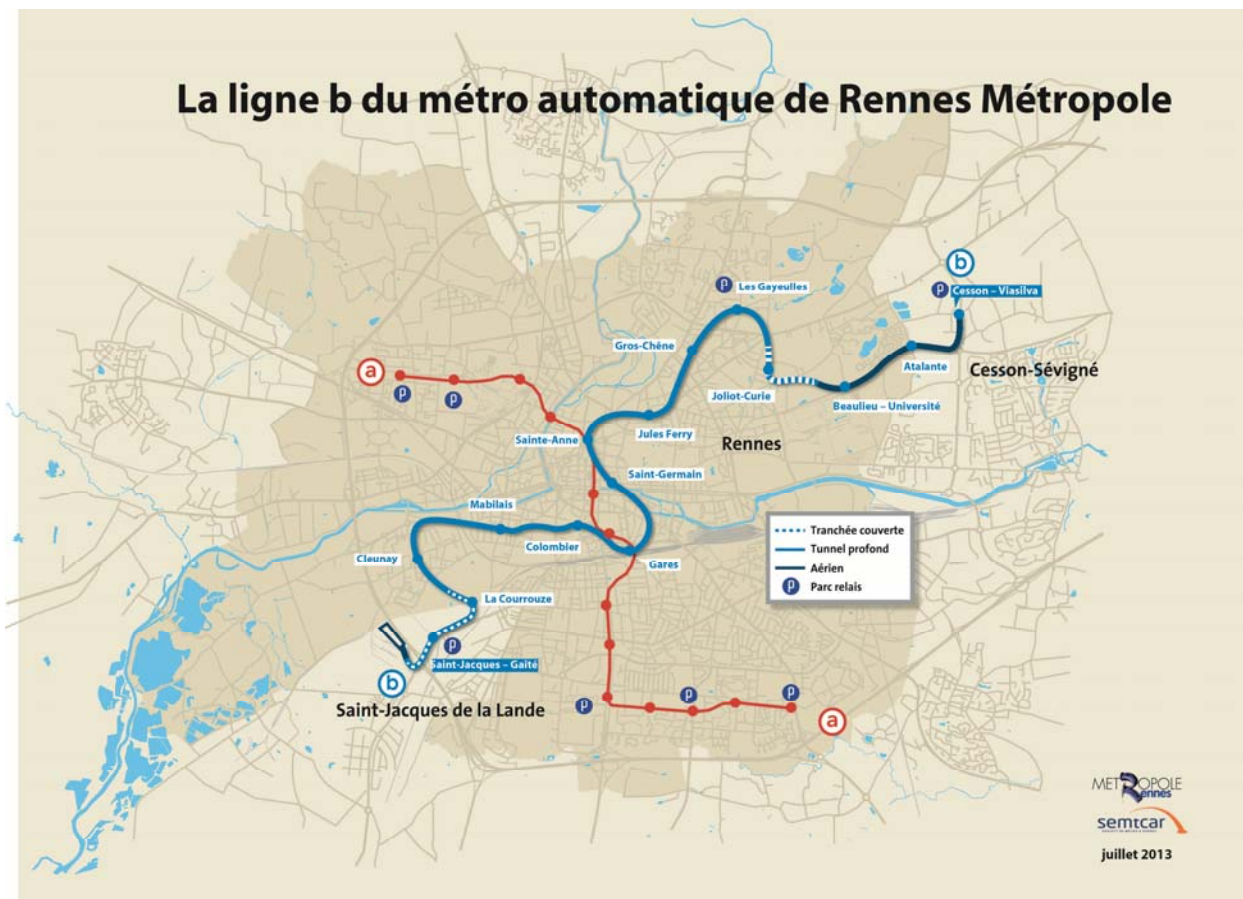 La ligne b du métro automatique de Rennes Métropole
b
P
Les Gayeulles
P
Cesson – Viasilva
Gros-Chêne
a
Atalante
Cesson-Sévigné
P
P
Joliot-Curie
Beaulieu – Université
Sainte-Anne
Jules Ferry
Rennes
Saint-Germain
Mabilais
Colombier
Gares
Cleunay
Tranchée couverte
Tunnel profond
Aérien
P
Parc relais
La Courrouze
P
Saint-Jacques – Gaité
b
Saint-Jacques de la Lande
P
P
P
a
METROPOLE
Rennes
semtcar
juillet 2013